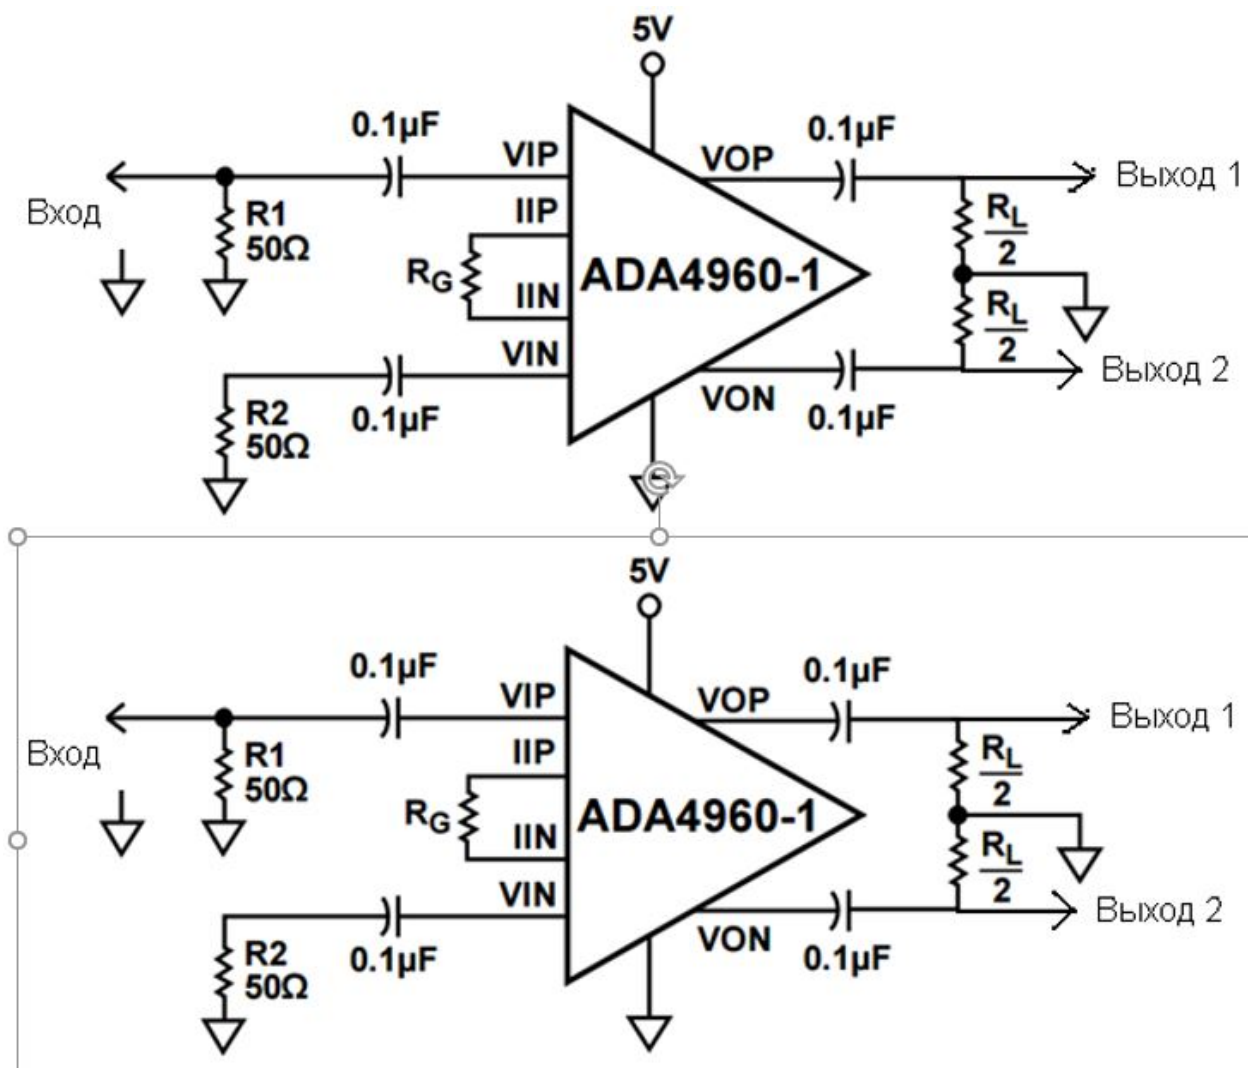 5V
0.1µF
0.1µF
VIP
VOP
Выход 1
Вход
R1
50Ω
IIP
RG
IIN
ADA4960-1
RL
2
RL
2
VIN
R2
50Ω
0.1µF
VON
0.1µF
Выход 2
5V
0.1µF
0.1µF
VIP
VOP
Выход 1
Вход
R1
50Ω
IIP
RG
IIN
ADA4960-1
RL
2
RL
2
VIN
R2
50Ω
0.1µF
VON
0.1µF
Выход 2